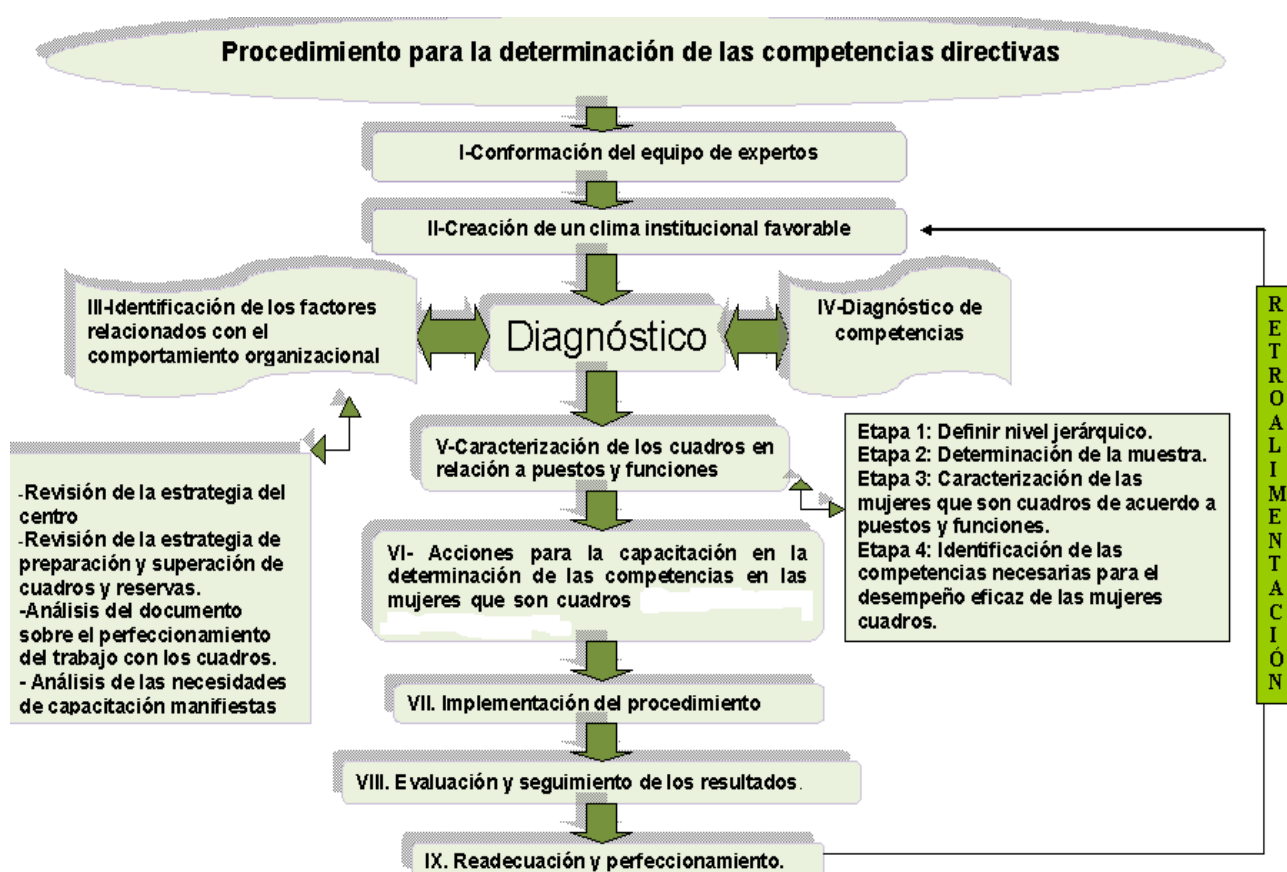 Procedimiento para la determinación de las competencias directivas
I-Conformación del equipo de expertos
II-Creación de un clima institucional favorable
III-Identificación de los factores
relacionados con el
comportamiento organizacional
Diagnóstico
IV-Diagnóstico de
competencias
V-Caracterización de los cuadros en
relación a puestos y funciones
Etapa 1: Definir nivel jerárquico.
Etapa 2: Determinación de la muestra.
Etapa 3: Caracterización de las
mujeres que son cuadros de acuerdo a
puestos y funciones.
Etapa 4: Identificación de las
competencias necesarias para el
desempeño eficaz de las mujeres
cuadros.
-Revisión de la estrategia del
centro
-Revisión de la estrategia de
preparación y superación de
cuadros y reservas.
-Análisis del documento
sobre el perfeccionamiento
del trabajo con los cuadros.
- Análisis de las necesidades
de capacitación manifiestas
VI- Acciones para la capacitación en la
determinación de las competencias en las
mujeres que son cuadros
VII. Implementación del procedimiento
VIII. Evaluación y seguimiento de los resultados.
IX. Readecuación y perfeccionamiento.
RETROALIMENTACIÓN